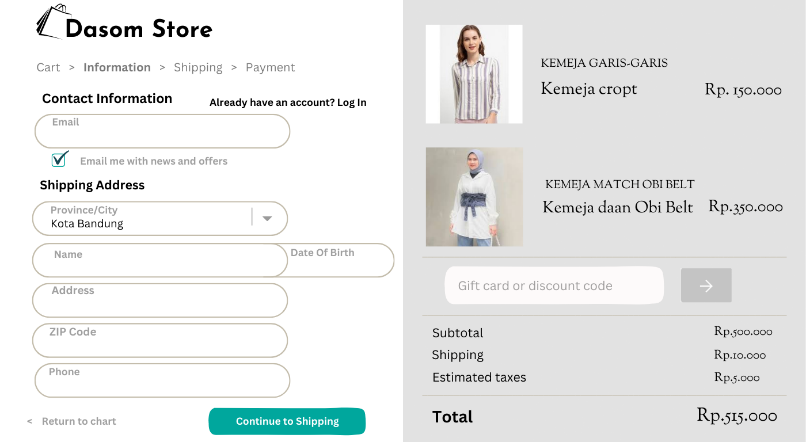 Dasom Store
Cart > Information > Shipping > Payment
Contact Information
Already have an account? Log In
Email
Email me with news and offers
Shipping Address
Province/City
Kota Bandung
Name
Date Of Birth
Address
ZIP Code
Phone
< Return to chart
Continue to Shipping
KEMEJA GARIS-GARIS
Kemeja cropt Rp. 150.000
KEMEJA MATCH OBI BELT
Kemeja daan Obi Belt Rp.350.000
Gift card or discount code
Subtotal Rp.500.000
Shipping Rp.10.000
Estimated taxes Rp.5.000
Total Rp.515.000